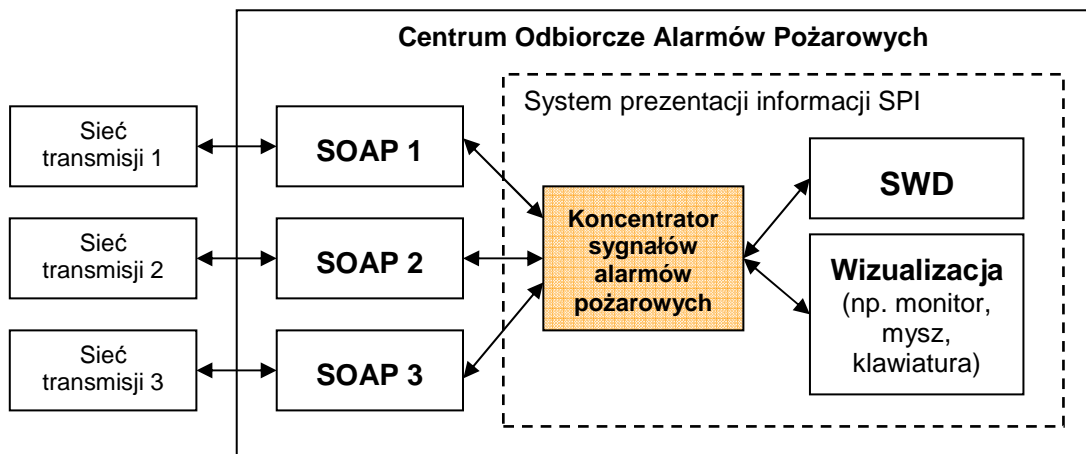 Centrum Odbiorcze Alarmów Pożarowych
System prezentacji informacji SPI
Sieć
transmisji 1
SOAP 1
Sieć
transmisji 2
SOAP 2
Sieć
transmisji 3
SOAP 3
Koncentrator
sygnałów
alarmów
pożarowych
SWD
Wizualizacja
(np. monitor,
mysz,
klawiatura)